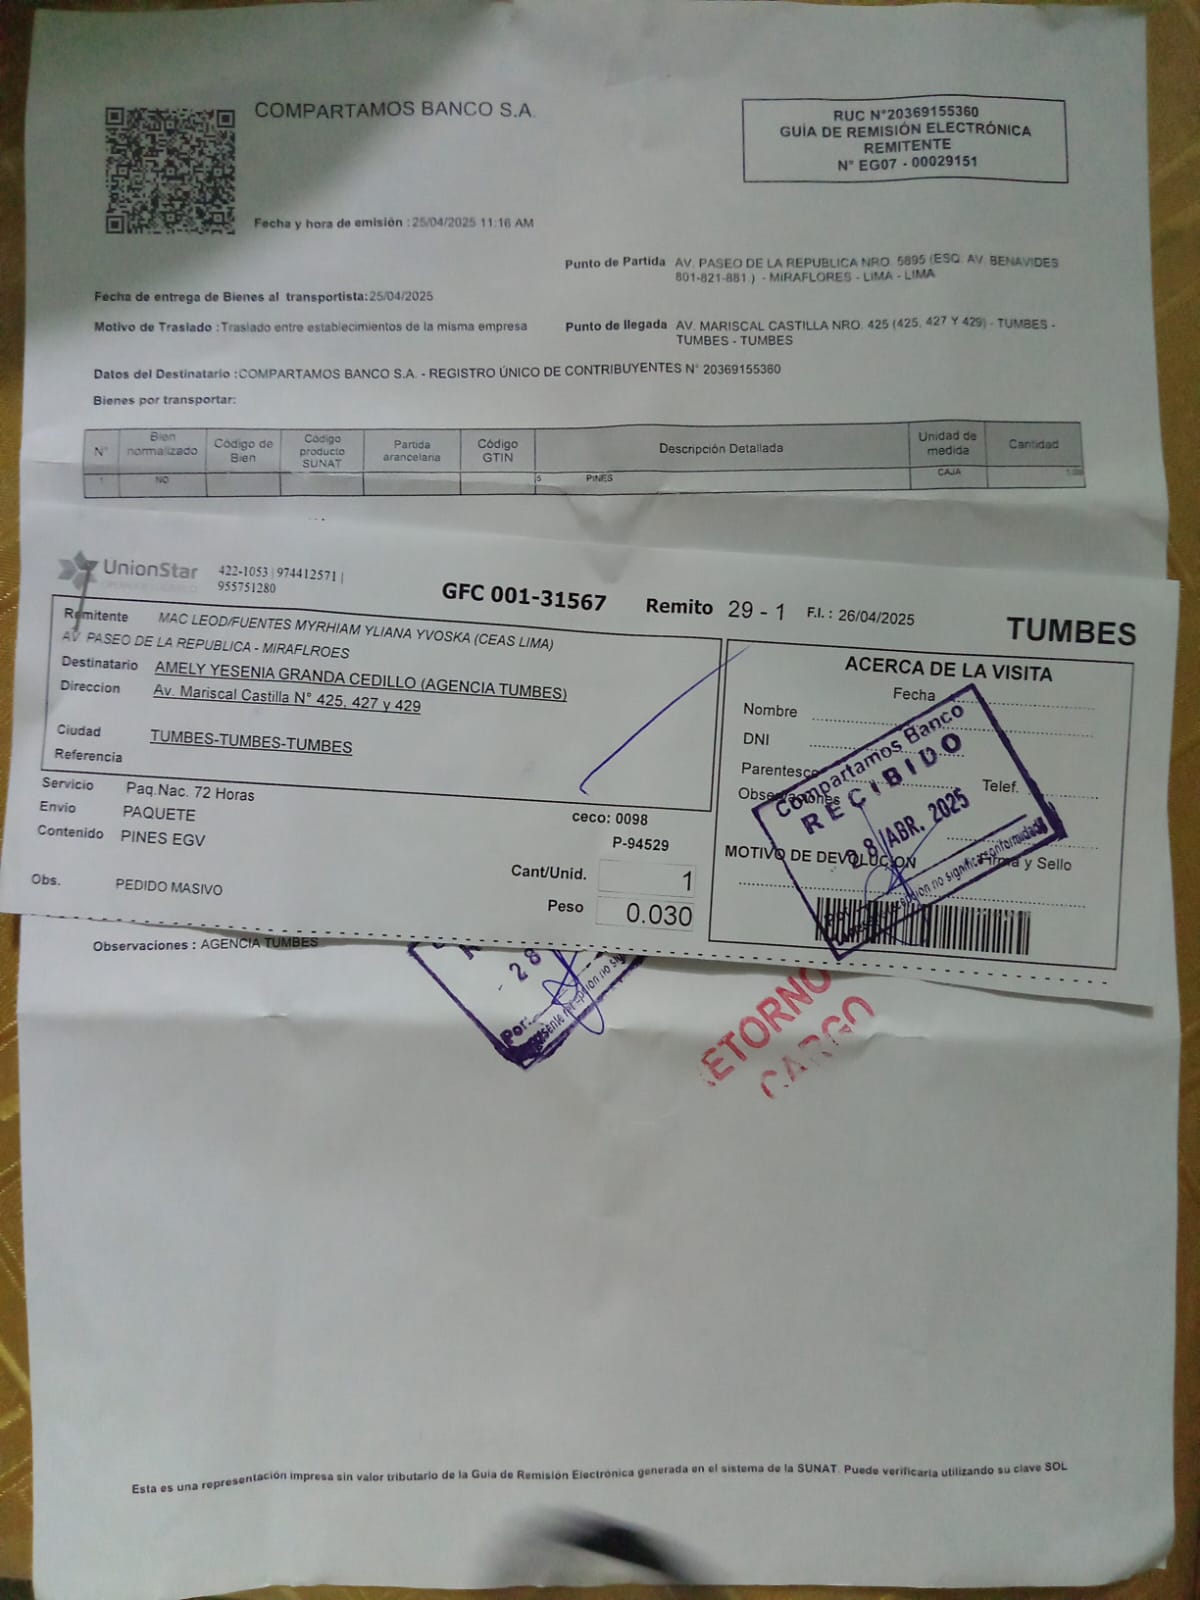 COMPARTAMOS BANCO S.A.
RUC N°20369155360
GUÍA DE REMISIÓN ELECTRÓNICA
REMITENTE
N° EG07 - 00029151
Fecha y hora de emisión : 25/04/2025 11:16 AM
Punto de Partida AV. PASEO DE LA REPUBLICA NRO. 5895 (ESQ. AV. BENAVIDES
801-821-881 ) - MIRAFLORES - LIMA - LIMA
Fecha de entrega de Bienes al transportista:25/04/2025
Motivo de Traslado :Traslado entre establecimientos de la misma empresa
Punto de llegada AV. MARISCAL CASTILLA NRO. 425 (425, 427 Y 429) - TUMBES -
TUMBES - TUMBES
Datos del Destinatario :COMPARTAMOS BANCO S.A. - REGISTRO ÚNICO DE CONTRIBUYENTES N° 20369155360
Bienes por transportar:
N° Bien normalizado Código de Bien Código producto SUNAT Partida arancelaria Código GTIN Descripción Detallada Unidad de medida Cantidad
1 NO 5 PINES CAJA
UnionStar
422-1053 | 974412571 |
955751280
GFC 001-31567 Remito 29 - 1 F.I. : 26/04/2025 TUMBES
Remitente MAC LEOD/FUENTES MYRHIAM YLIANA YVOSKA (CEAS LIMA)
AV PASEO DE LA REPUBLICA - MIRAFLROES
Destinatario AMELY YESENIA GRANDA CEDILLO (AGENCIA TUMBES)
Direccion Av. Mariscal Castilla N° 425, 427 y 429
Ciudad TUMBES-TUMBES-TUMBES
Referencia
Servicio Paq.Nac. 72 Horas
Envio PAQUETE
Contenido PINES EGV
Obs. PEDIDO MASIVO
ceco: 0098
P-94529
Cant/Unid. 1
Peso 0.030
ACERCA DE LA VISITA
Fecha
Nombre
DNI
Parentesco
Observaciones
Telef.
MOTIVO DE DEVOLUCION
Firma y Sello
Compartamos Banco
RECIBIDO
28 ABR. 2025
Observaciones : AGENCIA TUMBES
28
Por:
ETORNO
CARGO
Esta es una representación impresa sin valor tributario de la Guía de Remisión Electrónica generada en el sistema de la SUNAT. Puede verificarla utilizando su clave SOL